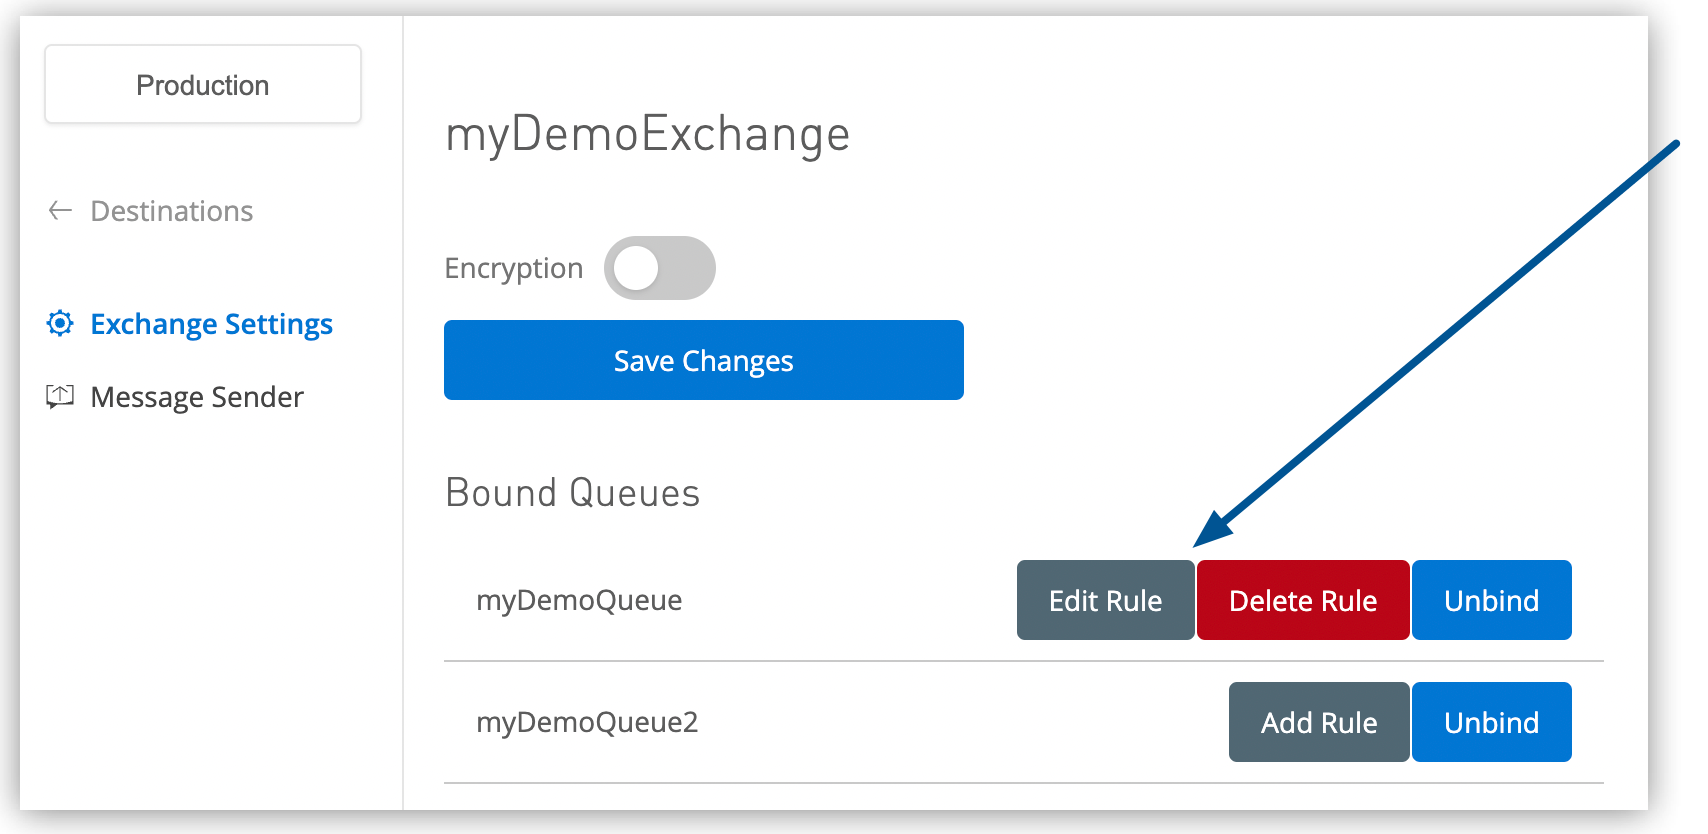 Production
Destinations
Exchange Settings
Message Sender
myDemoExchange
Encryption
Save Changes
Bound Queues
myDemoQueue Edit Rule Delete Rule Unbind
myDemoQueue2 Add Rule Unbind